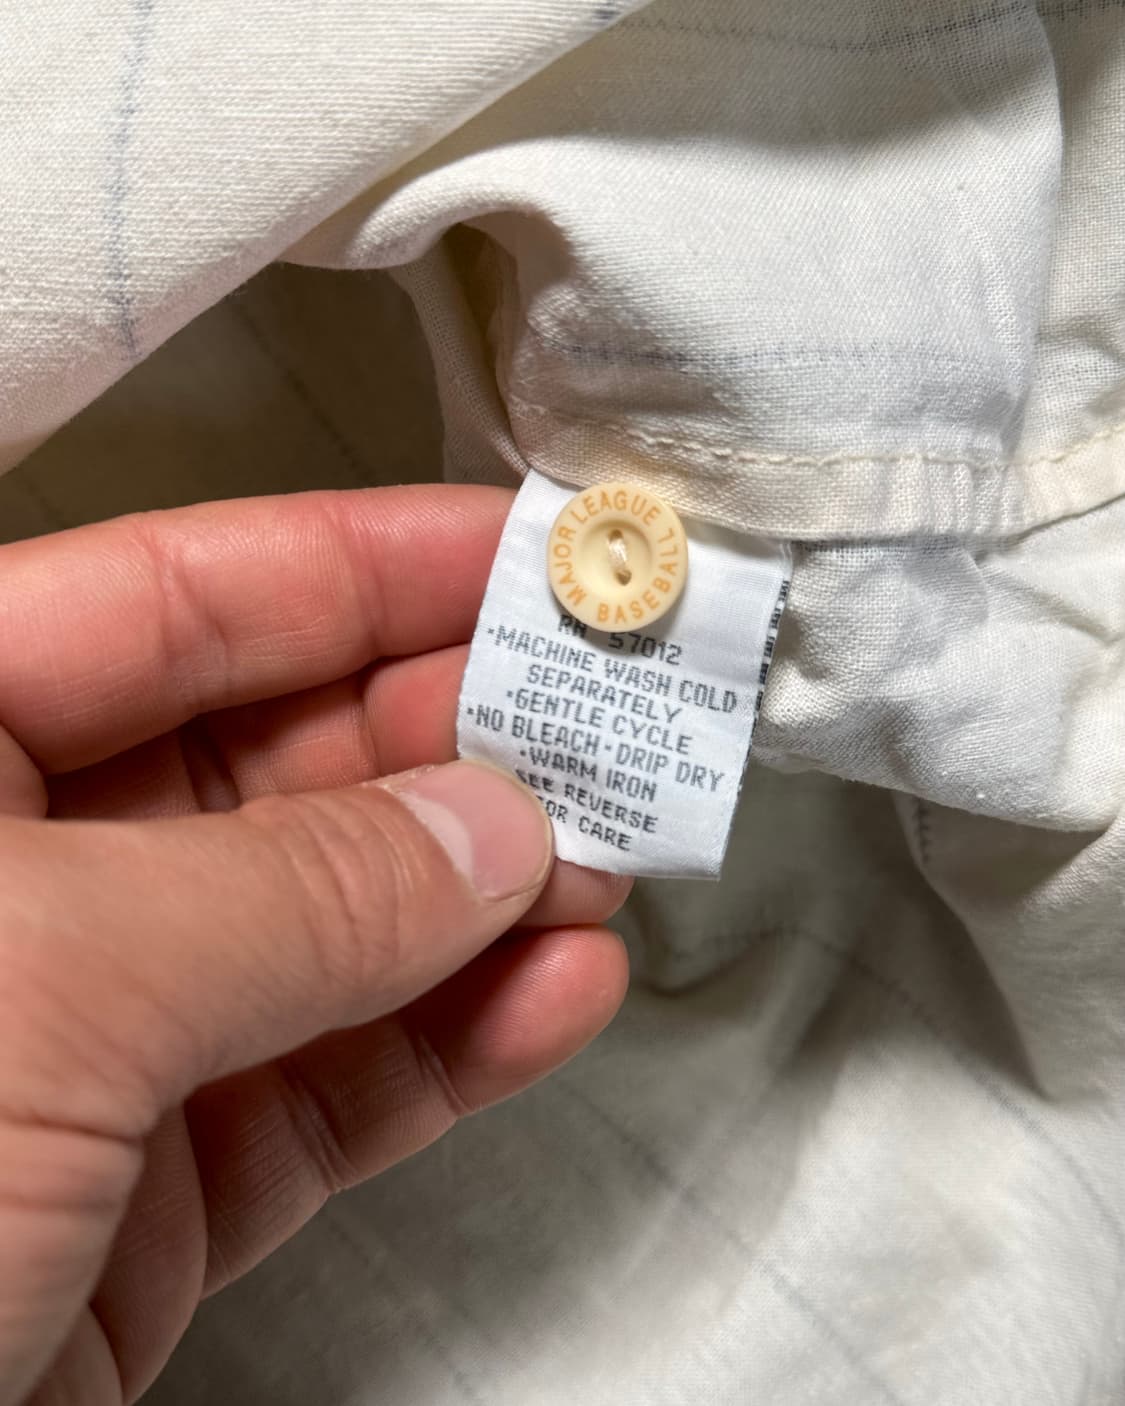 MAJOR LEAGUE BASEBALL
RN 57012
·MACHINE WASH COLD
SEPARATELY
·GENTLE CYCLE
·NO BLEACH·DRIP DRY
·WARM IRON
SEE REVERSE
FOR CARE